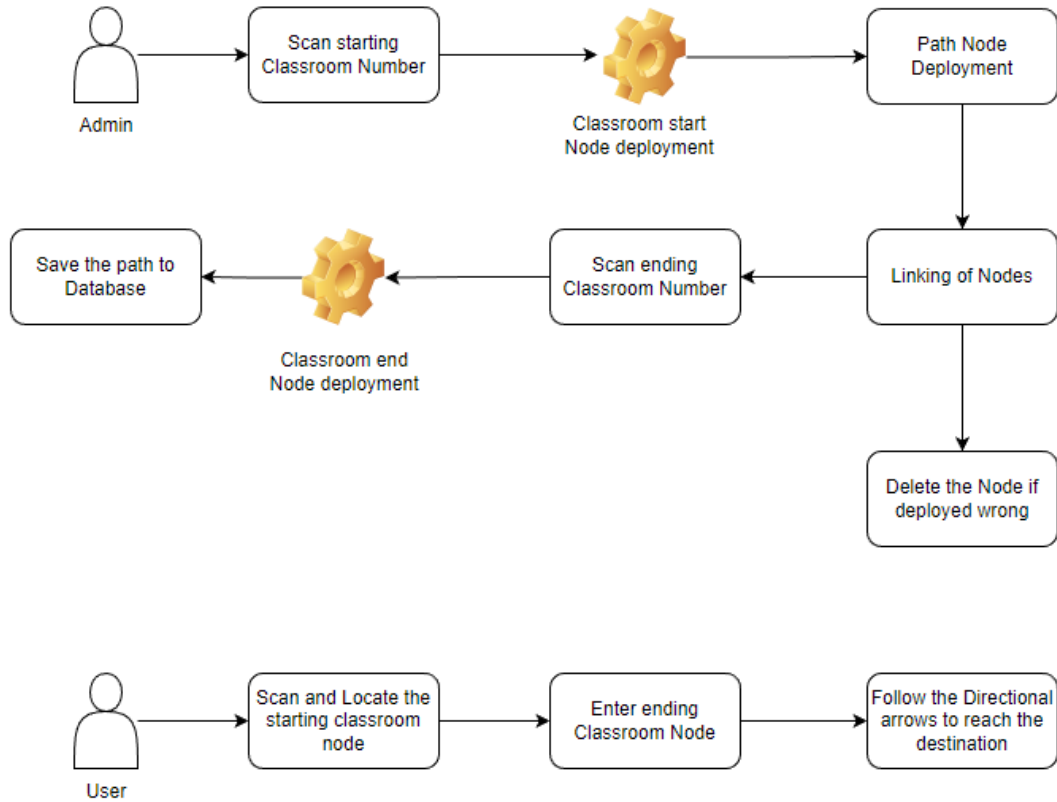 Scan starting
Classroom Number
Path Node
Deployment
Admin
Classroom start
Node deployment
Save the path to
Database
Scan ending
Classroom Number
Linking of Nodes
Classroom end
Node deployment
Delete the Node if
deployed wrong
Scan and Locate the
starting classroom
node
Enter ending
Classroom Node
Follow the Directional
arrows to reach the
destination
User